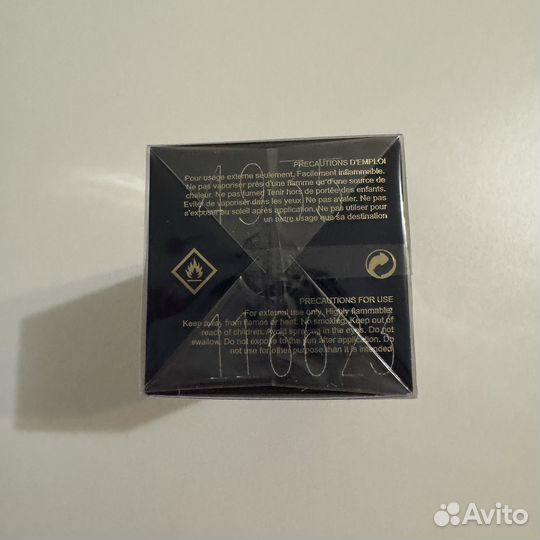 PRECAUTIONS D'EMPLOI
Pour usage externe seulement, Facilement inflammable.
Ne pas vaporiser près d'une flamme qe d'une source de
chaleur. Ne pas fumed Tenir hors de portée des enfants.
Eviter de vaporiser dans les yeux. Ne pas avaler. Ne pas
s'exposer au soleil après application. Ne pas utiliser pour
un autre usage que sa destination
PRECAUTIONS FOR USE
For external use only, Highly flammable!
Keep away from flames or heat. No smoking. Keep out of
reach of children. Avoid spraying in the eyes. Do not
swallow. Do not expose to the sun after application. Do
not use for other purpose than it is intended.
110023
Avito